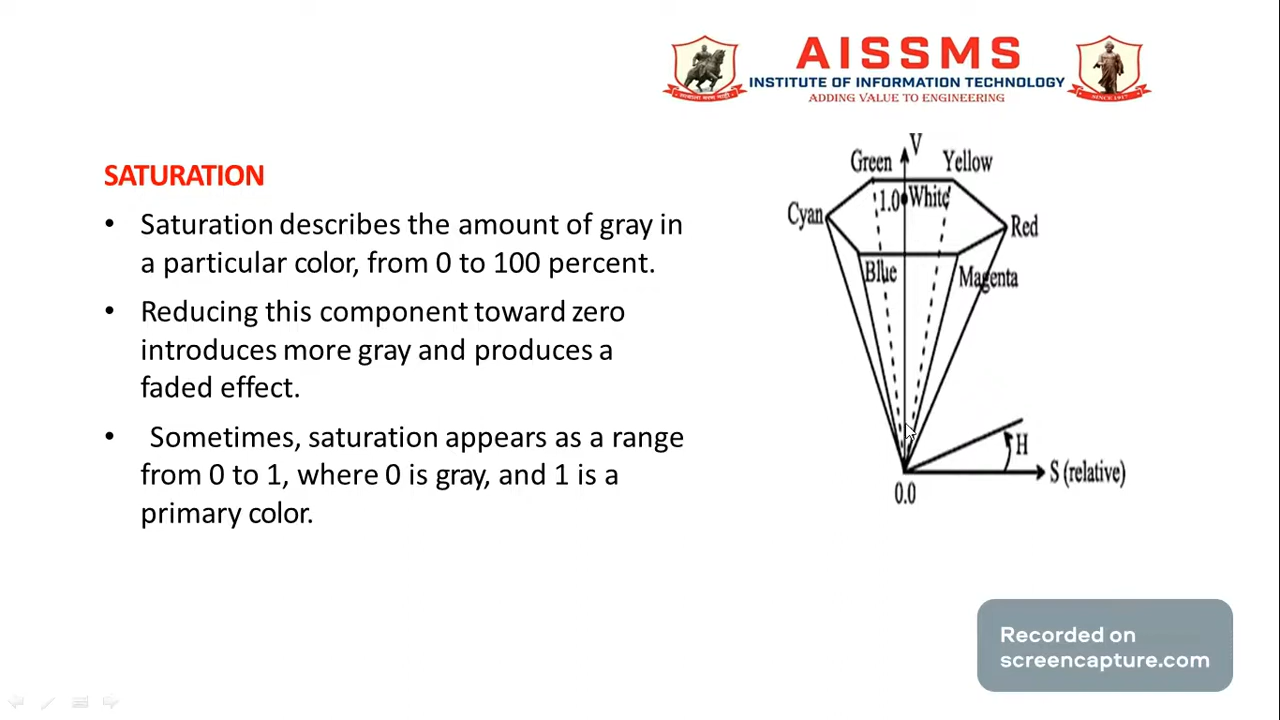 AISSMS
INSTITUTE OF INFORMATION TECHNOLOGY
ADDING VALUE TO ENGINEERING
SINCE 1917
SATURATION
• Saturation describes the amount of gray in
a particular color, from 0 to 100 percent.
• Reducing this component toward zero
introduces more gray and produces a
faded effect.
• Sometimes, saturation appears as a range
from 0 to 1, where 0 is gray, and 1 is a
primary color.
V
Green
Yellow
1.0
White
Cyan
Red
Blue
Magenta
H
S (relative)
0.0
Recorded on
screencapture.com